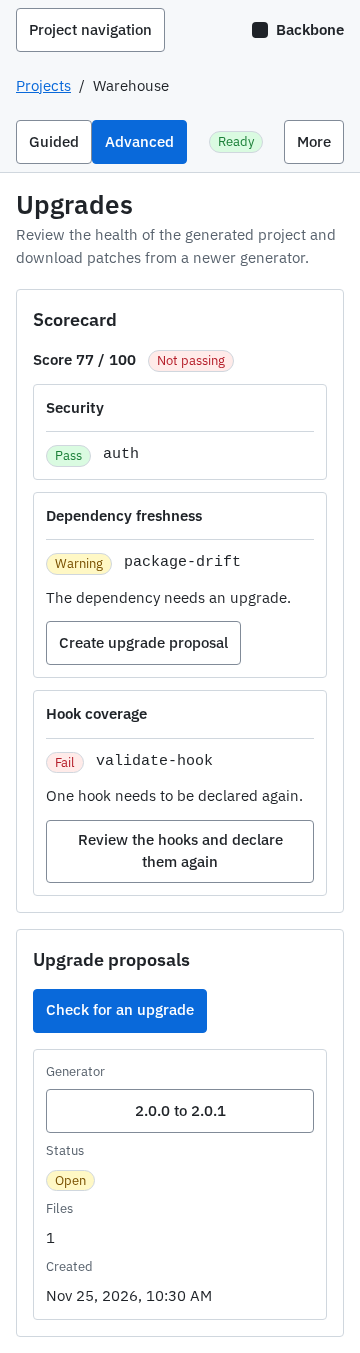 Project navigation
Backbone
Projects / Warehouse
Guided
Advanced
Ready
More
Upgrades
Review the health of the generated project and
download patches from a newer generator.
Scorecard
Score 77 / 100
Not passing
Security
Pass
auth
Dependency freshness
Warning
package-drift
The dependency needs an upgrade.
Create upgrade proposal
Hook coverage
Fail
validate-hook
One hook needs to be declared again.
Review the hooks and declare
them again
Upgrade proposals
Check for an upgrade
Generator
2.0.0 to 2.0.1
Status
Open
Files
1
Created
Nov 25, 2026, 10:30 AM